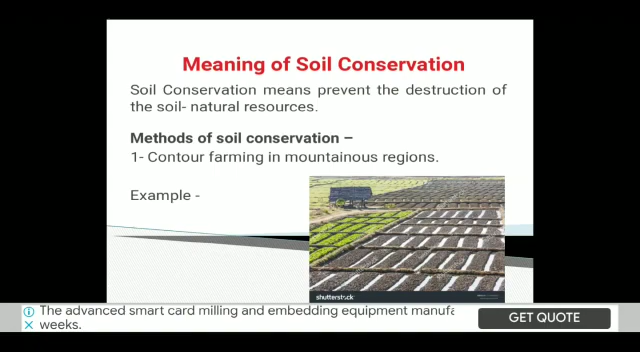 Meaning of Soil Conservation
Soil Conservation means prevent the destruction of
the soil- natural resources.
Methods of soil conservation –
1- Contour farming in mountainous regions.
Example -
shutterstock
The advanced smart card milling and embedding equipment manufa
weeks.
GET QUOTE